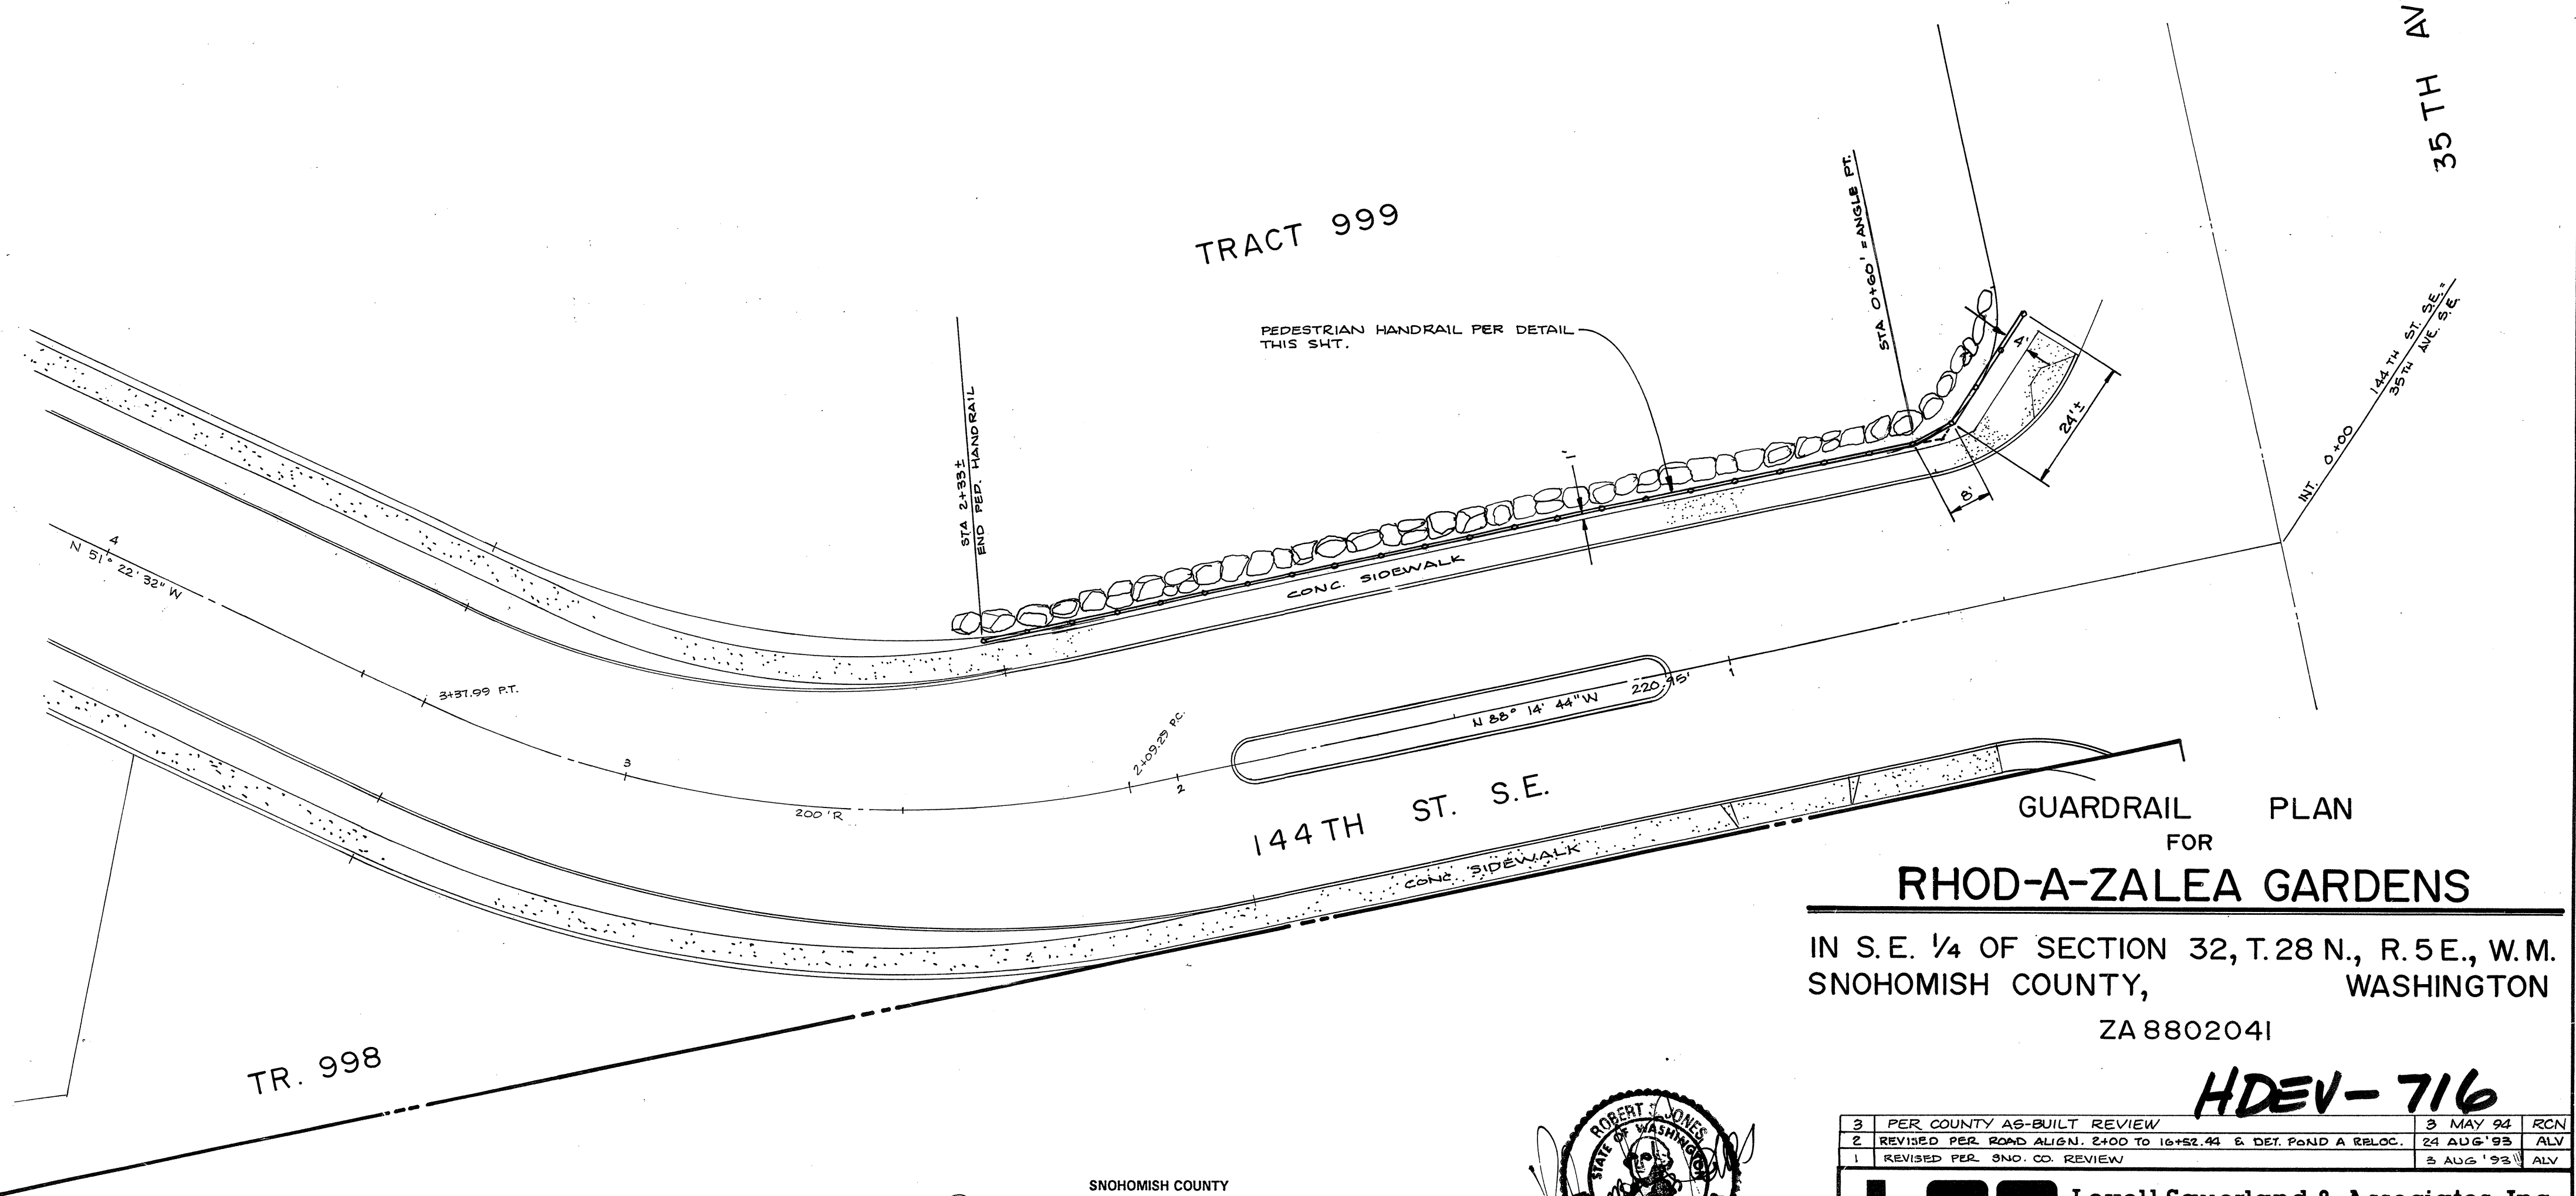 35TH AV
TRACT 999
STA 0+60' = ANGLE PT.
PEDESTRIAN HANDRAIL PER DETAIL
THIS SHT.
STA 2+33±
END PED. HANDRAIL
4'
24'±
8'
1'
144TH ST. S.E. =
35TH AVE. S.E.
INT. 0+00
CONC. SIDEWALK
4
N 51° 22' 32" W
3+37.99 P.T.
3
200'R
2+09.29 P.C.
2
N 88° 14' 44" W 220.95'
1
144TH ST. S.E.
CONC. SIDEWALK
TR. 998
GUARDRAIL PLAN
FOR
RHOD-A-ZALEA GARDENS
IN S.E. 1/4 OF SECTION 32, T. 28 N., R. 5 E., W.M.
SNOHOMISH COUNTY, WASHINGTON
ZA 8802041
HDEV-716
3 PER COUNTY AS-BUILT REVIEW 3 MAY 94 RCN
2 REVISED PER ROAD ALIGN. 2+00 TO 16+52.44 & DET. POND A RELOC. 24 AUG '93 ALV
1 REVISED PER SNO. CO. REVIEW 3 AUG '93 ALV
ROBERT S. JONES
STATE OF WASHINGTON
SNOHOMISH COUNTY
Lovell-Sauerland & Associates, Inc.